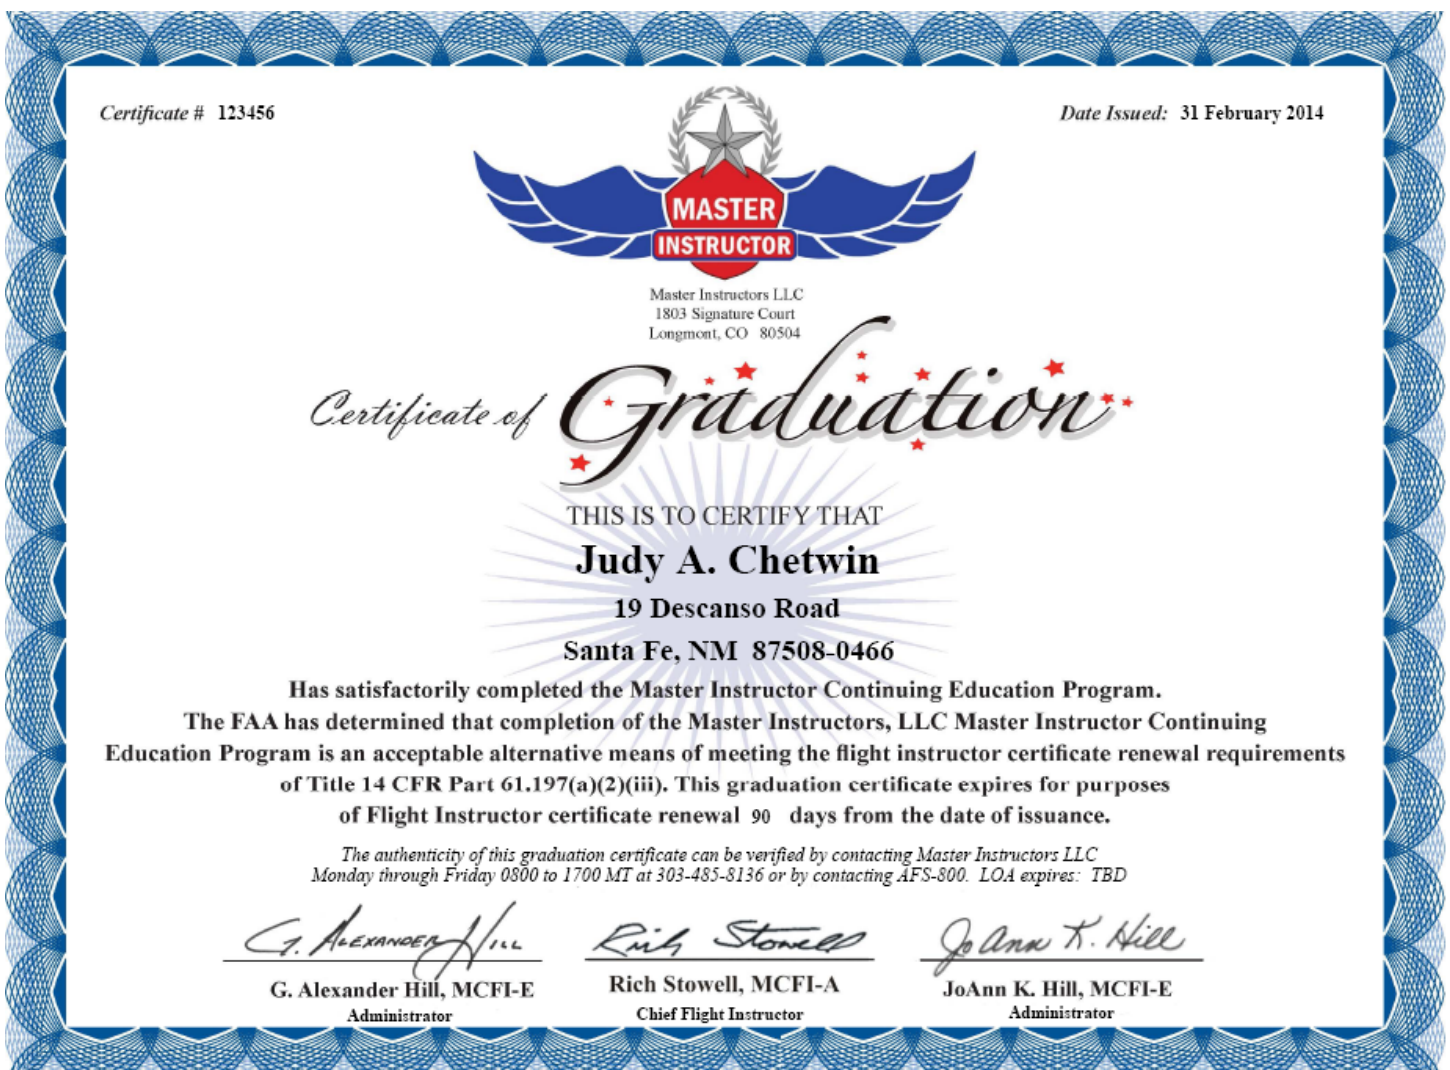 Certificate # 123456
Date Issued: 31 February 2014
MASTER
INSTRUCTOR
Master Instructors LLC
1803 Signature Court
Longmont, CO 80504
Certificate of Graduation
THIS IS TO CERTIFY THAT
Judy A. Chetwin
19 Descanso Road
Santa Fe, NM 87508-0466
Has satisfactorily completed the Master Instructor Continuing Education Program.
The FAA has determined that completion of the Master Instructors, LLC Master Instructor Continuing
Education Program is an acceptable alternative means of meeting the flight instructor certificate renewal requirements
of Title 14 CFR Part 61.197(a)(2)(iii). This graduation certificate expires for purposes
of Flight Instructor certificate renewal 90 days from the date of issuance.
The authenticity of this graduation certificate can be verified by contacting Master Instructors LLC
Monday through Friday 0800 to 1700 MT at 303-485-8136 or by contacting AFS-800. LOA expires: TBD
G. Alexander Hill
Rich Stowell
JoAnn K. Hill
G. Alexander Hill, MCFI-E
Rich Stowell, MCFI-A
JoAnn K. Hill, MCFI-E
Administrator
Chief Flight Instructor
Administrator